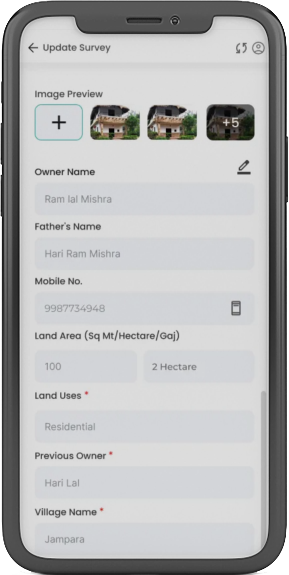 Update Survey
Image Preview
+5
Owner Name
Ram lal Mishra
Father's Name
Hari Ram Mishra
Mobile No.
9987734948
Land Area (Sq Mt/Hectare/Gaj)
100 2 Hectare
Land Uses *
Residential
Previous Owner *
Hari Lal
Village Name *
Jampara